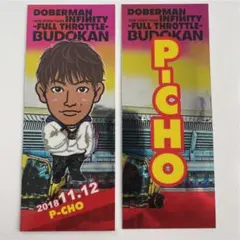 DOBERMAN
INFINITY
-FULL THROTTLE-
BUDOKAN
2018 11.12
P-CHO
DOBERMAN
INFINITY
-FULL THROTTLE-
BUDOKAN
P-CHO